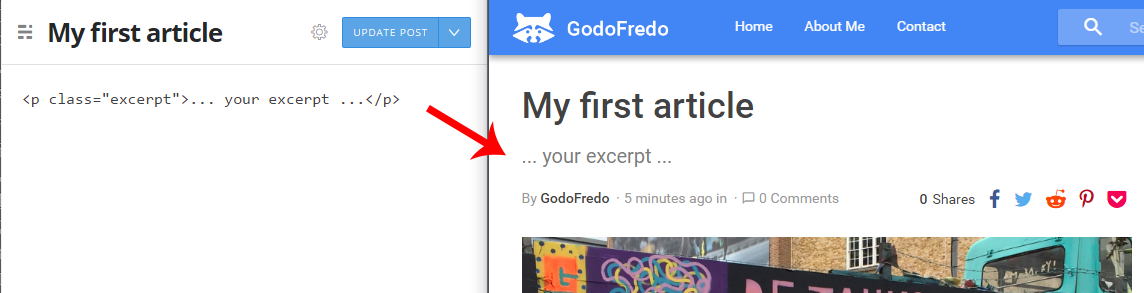 My first article
UPDATE POST
<p class="excerpt">... your excerpt ...</p>
GodoFredo
Home
About Me
Contact
Se
My first article
... your excerpt ...
By GodoFredo · 5 minutes ago in · 0 Comments
0 Shares